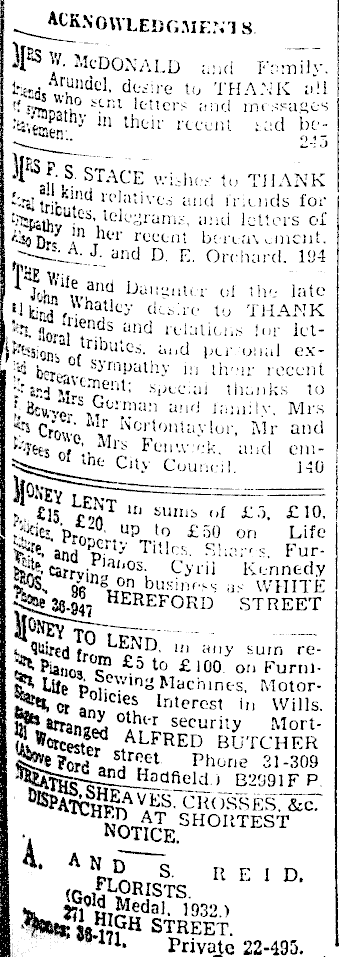 ACKNOWLEDGMENTS.
MRS W. McDONALD and Family,
Arundel, desire to THANK all
friends who sent letters and messages
of sympathy in their recent sad be-
reavement. 245
MRS F. S. STACE wishes to THANK
all kind relatives and friends for
floral tributes, telegrams, and letters of
sympathy in her recent bereavement.
Also Drs. A. J. and D. E. Orchard. 194
THE Wife and Daughter of the late
John Whatley desire to THANK
all kind friends and relations for let-
ters, floral tributes, and personal ex-
pressions of sympathy in their recent
sad bereavement; special thanks to
Mr and Mrs Gorman and family, Mrs
Bowyer, Mr Nortontaylor, Mr and
Mrs Crowe, Mrs Fenwick, and em-
ployees of the City Council. 140
MONEY LENT in sums of £5, £10,
£15, £20, up to £50 on Life
Policies, Property Titles, Shares, Fur-
niture, and Pianos. Cyril Kennedy
White, carrying on business as WHITE
BROS., 96 HEREFORD STREET
Phone 36-947
MONEY TO LEND, in any sum re-
quired from £5 to £100, on Furni-
ture, Pianos, Sewing Machines, Motor-
cars, Life Policies Interest in Wills.
Shares, or any other security Mort-
gages arranged ALFRED BUTCHER
181 Worcester street Phone 31-309
(Above Ford and Hadfield.) B2991F P.
WREATHS, SHEAVES, CROSSES, &c.
DISPATCHED AT SHORTEST
NOTICE.
A. AND S. REID,
FLORISTS.
(Gold Medal, 1932.)
271 HIGH STREET.
Phones: 36-171. Private 22-495.